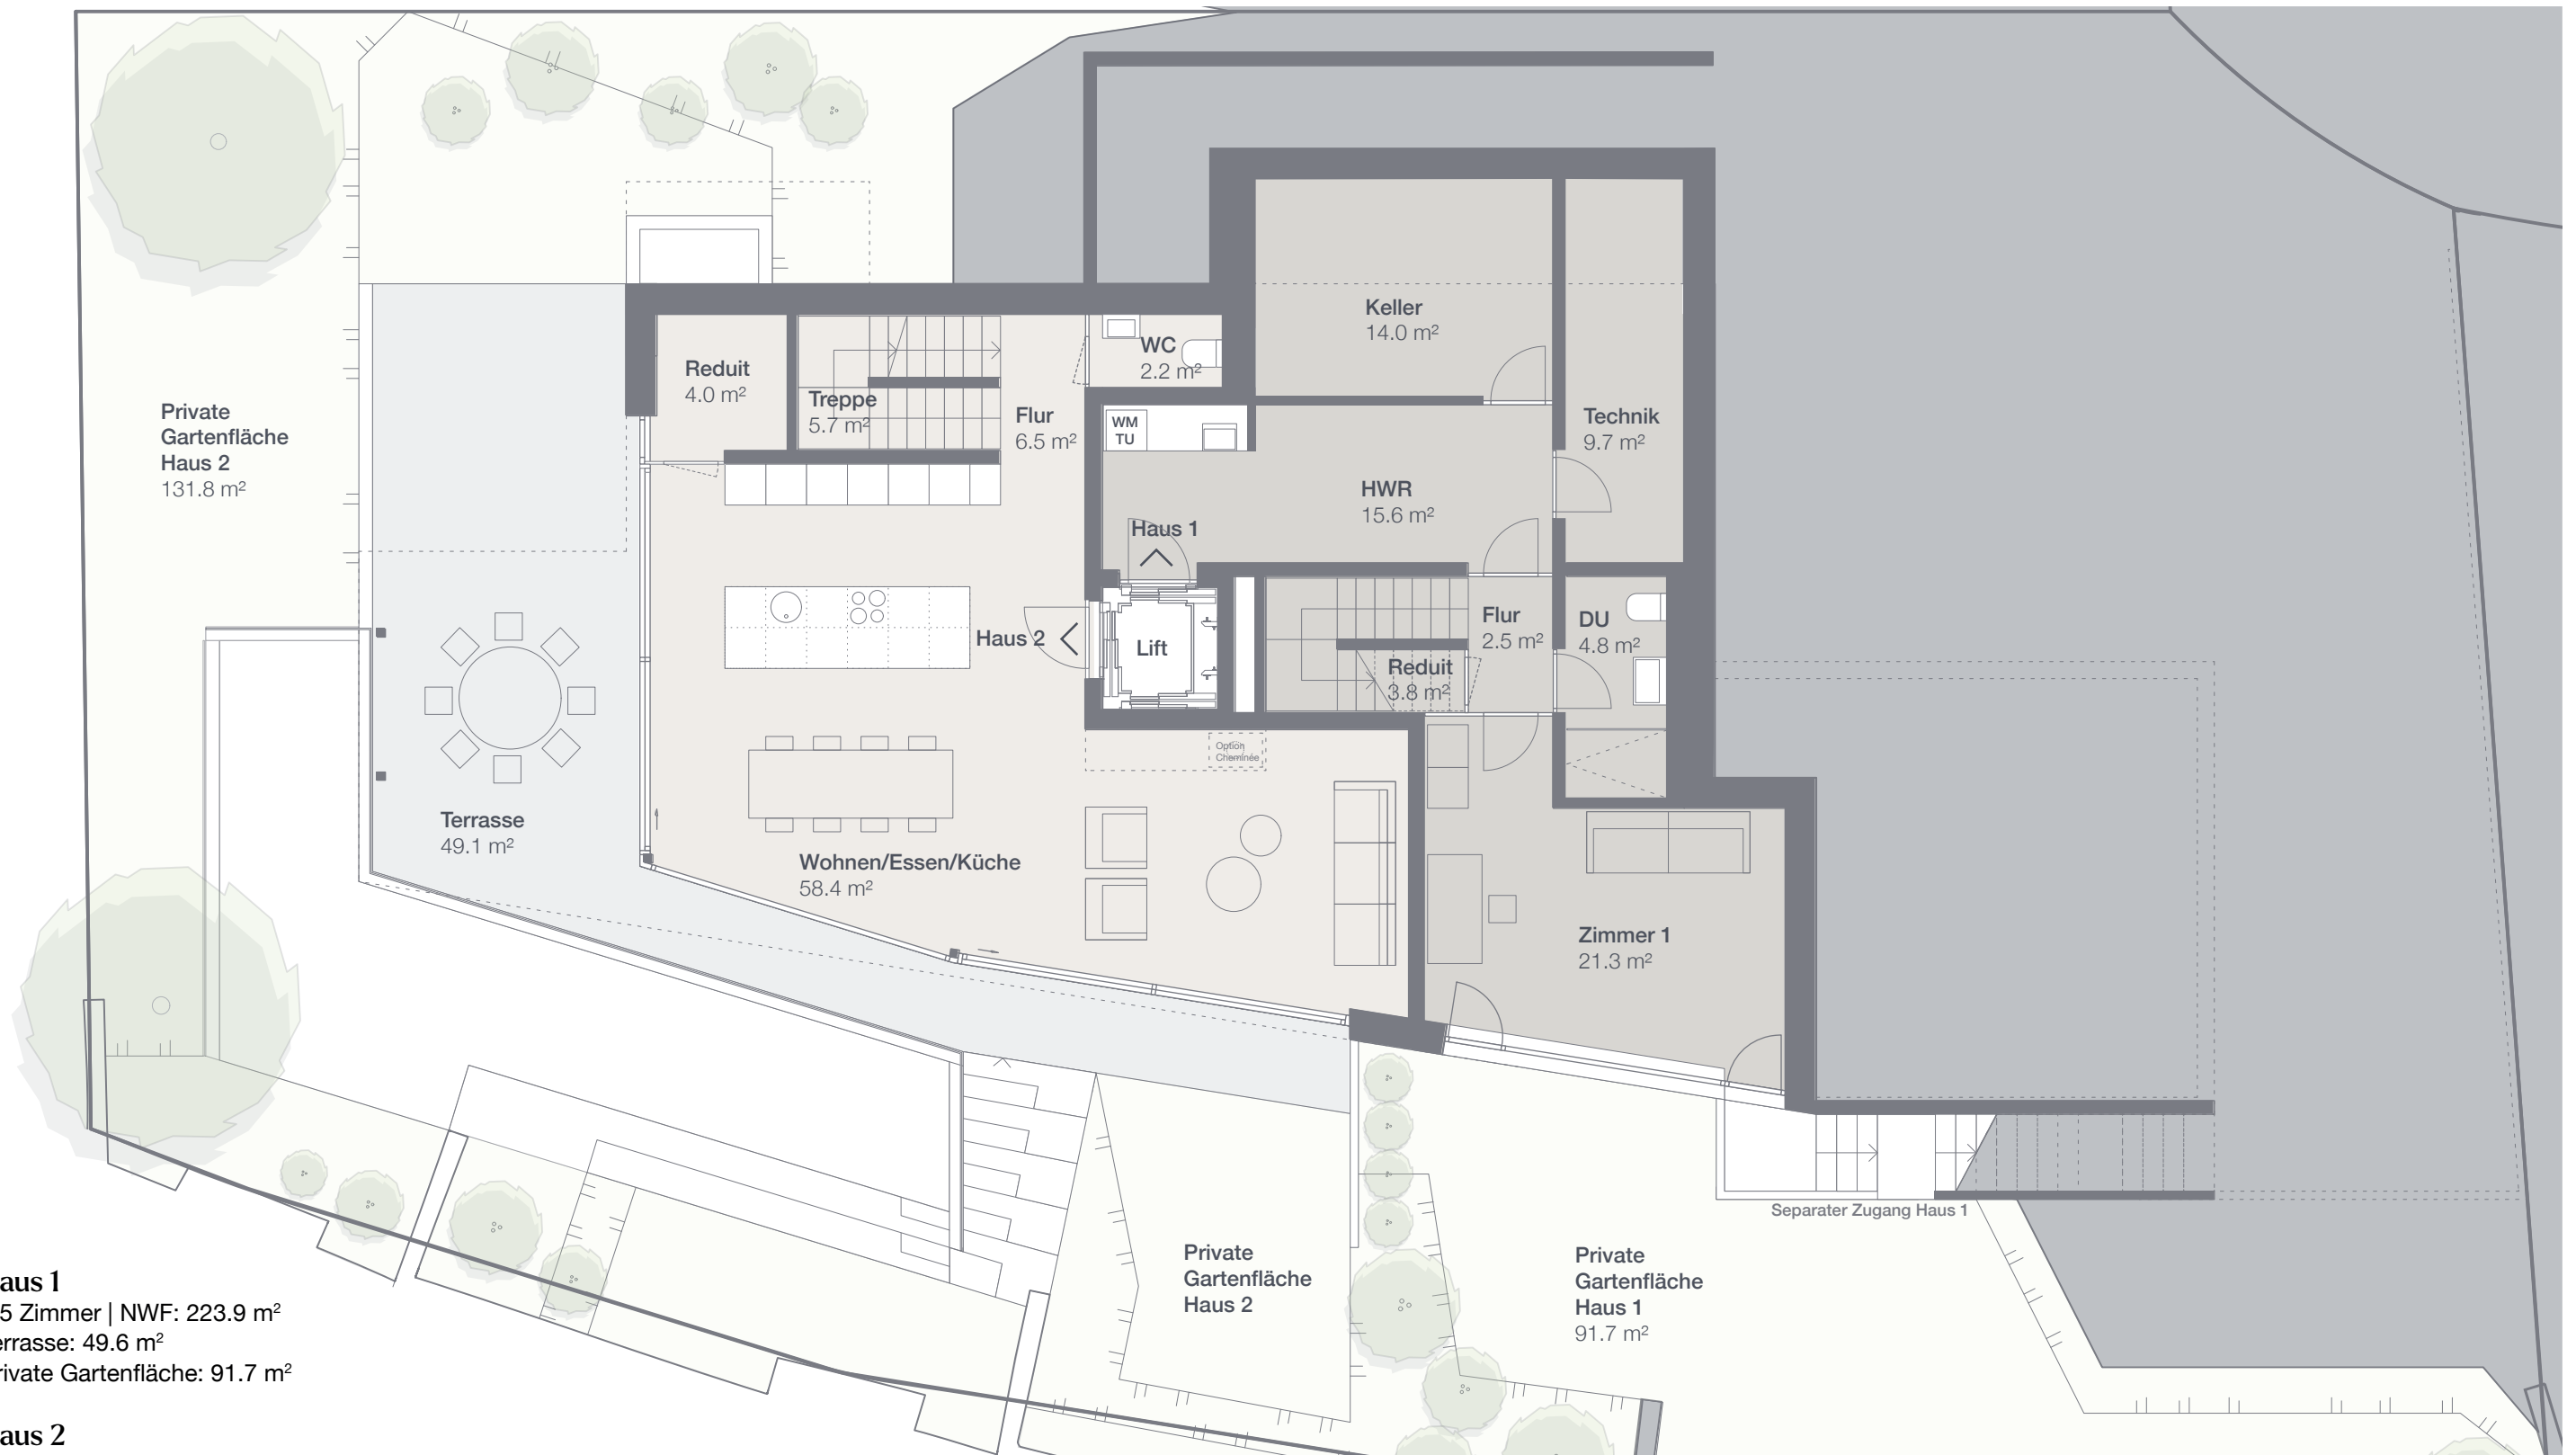 Keller
14.0 m²
WC
2.2 m²
Reduit
4.0 m²
Treppe
5.7 m²
Flur
6.5 m²
WM
TU
Technik
9.7 m²
Private
Gartenfläche
Haus 2
131.8 m²
HWR
15.6 m²
Haus 1
Flur
2.5 m²
DU
4.8 m²
Haus 2
Lift
Reduit
3.8 m²
Option
Cheminée
Terrasse
49.1 m²
Wohnen/Essen/Küche
58.4 m²
Zimmer 1
21.3 m²
Separater Zugang Haus 1
Private
Gartenfläche
Haus 2
Private
Gartenfläche
Haus 1
91.7 m²
aus 1
5 Zimmer | NWF: 223.9 m²
errasse: 49.6 m²
rivate Gartenfläche: 91.7 m²
aus 2